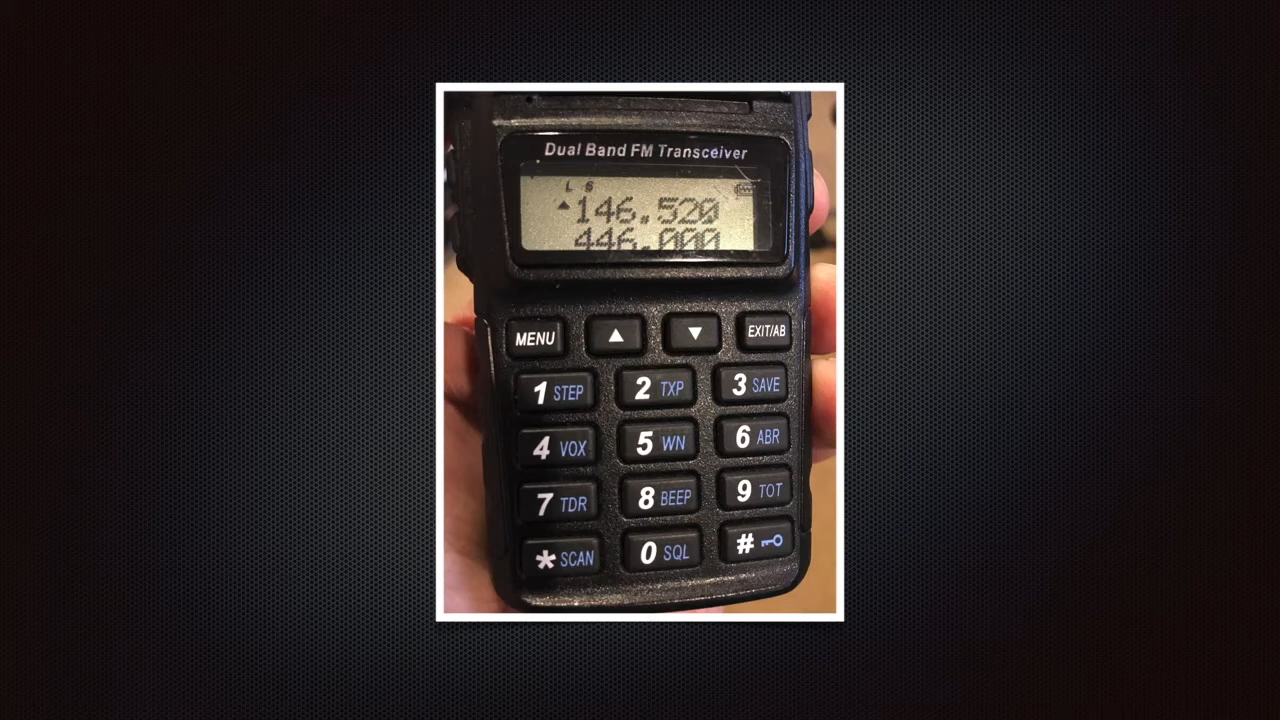 Dual Band FM Transceiver
L S
▲146.520
446.000
MENU ▲ ▼ EXIT/AB
1 STEP 2 TXP 3 SAVE
4 VOX 5 WN 6 ABR
7 TDR 8 BEEP 9 TOT
* SCAN 0 SQL #